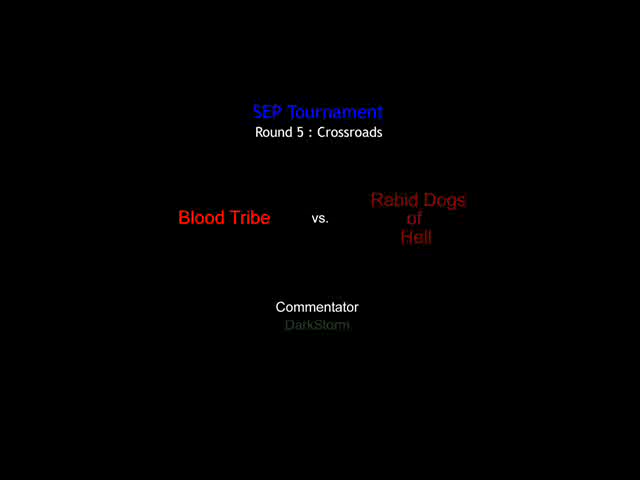 SEP Tournament
Round 5 : Crossroads
Blood Tribe vs. Rabid Dogs
of
Hell
Commentator
DarkStorm